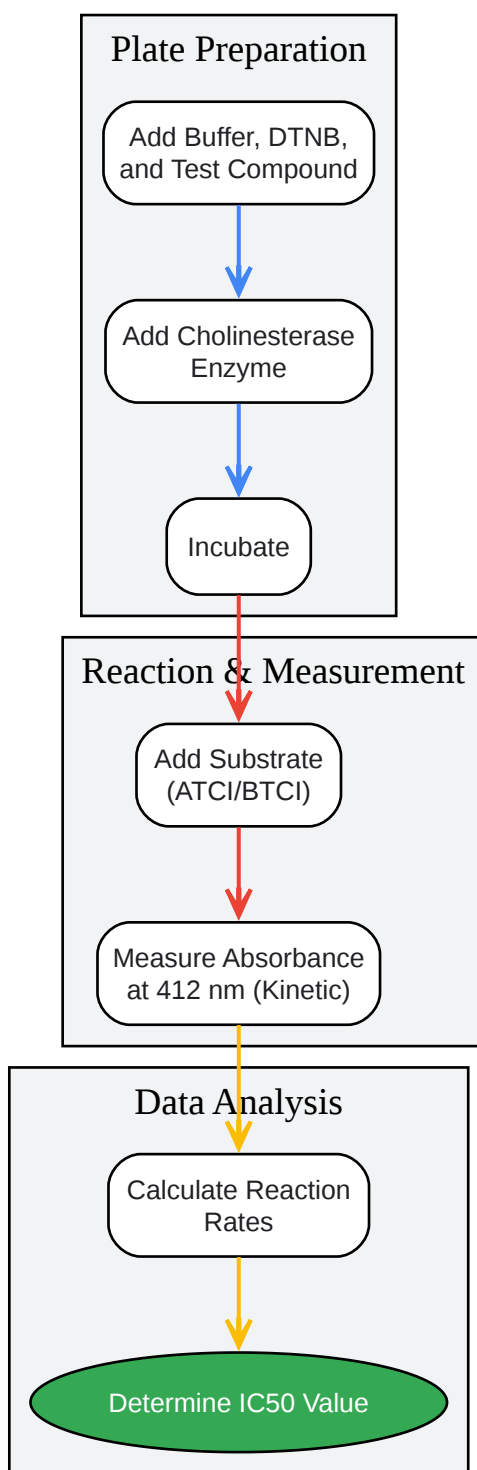 Plate Preparation
Add Buffer, DTNB,
and Test Compound
Add Cholinesterase
Enzyme
Incubate
Reaction & Measurement
Add Substrate
(ATCI/BTCI)
Measure Absorbance
at 412 nm (Kinetic)
Data Analysis
Calculate Reaction
Rates
Determine IC50 Value